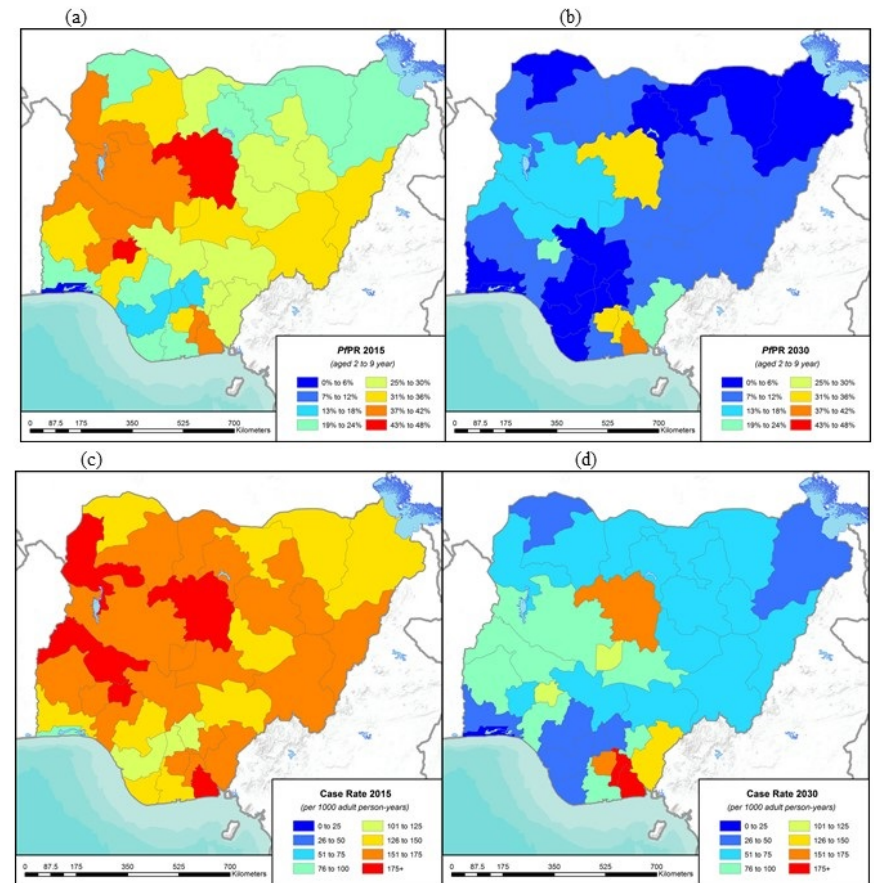 (a)
(b)
PfPR 2015
(aged 2 to 9 year)
0% to 6%
25% to 30%
7% to 12%
31% to 36%
13% to 18%
37% to 42%
19% to 24%
43% to 48%
0 87.5 175 350 525 700
Kilometers
PfPR 2030
(aged 2 to 9 year)
0% to 6%
25% to 30%
7% to 12%
31% to 36%
13% to 18%
37% to 42%
19% to 24%
43% to 48%
0 87.5 175 350 525 700
Kilometers
(c)
(d)
Case Rate 2015
(per 1000 adult person-years)
0 to 25
101 to 125
26 to 50
126 to 150
51 to 75
151 to 175
76 to 100
175+
0 87.5 175 350 525 700
Kilometers
Case Rate 2030
(per 1000 adult person-years)
0 to 25
101 to 125
26 to 50
126 to 150
51 to 75
151 to 175
76 to 100
175+
0 87.5 175 350 525 700
Kilometers